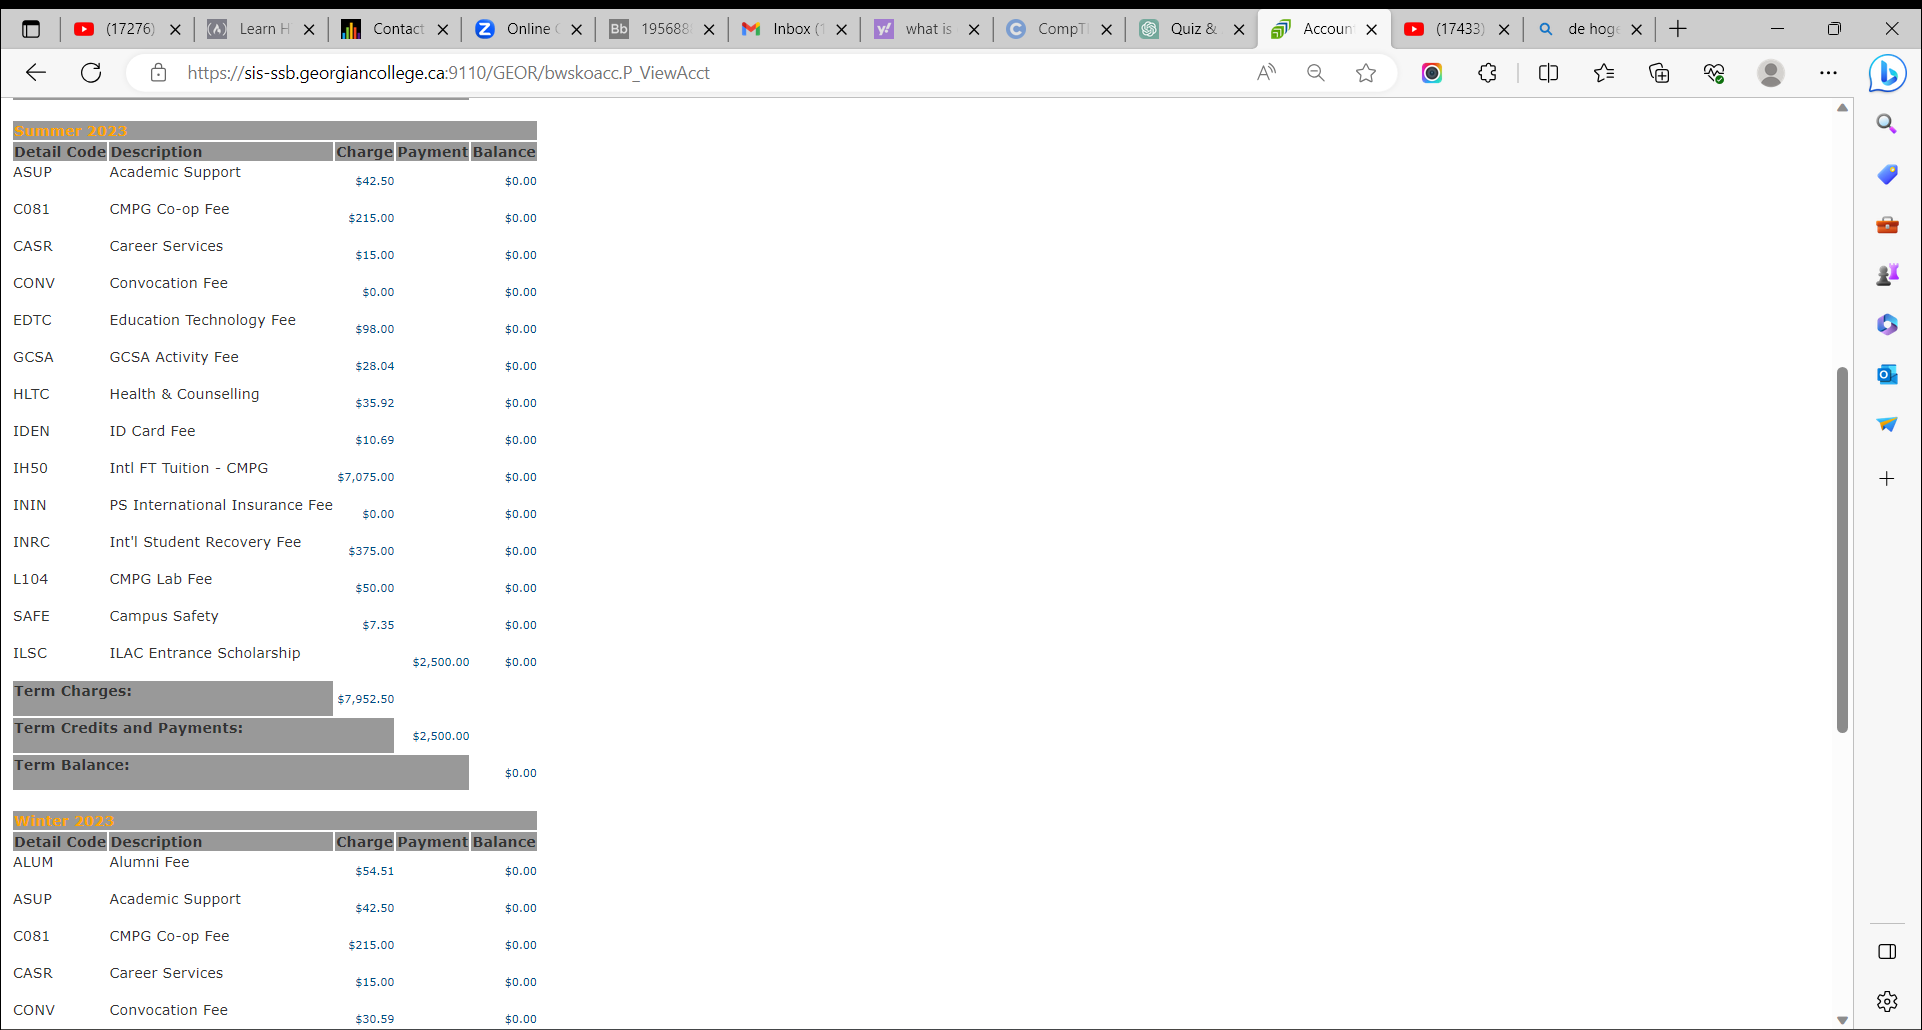 (17276)
Learn H
Contact
Online
Bb 195688
Inbox (1
y! what is
CompTI
Quiz &
Accoun
(17433)
de hoge
https://sis-ssb.georgiancollege.ca:9110/GEOR/bwskoacc.P_ViewAcct
Summer 2023
Detail Code Description Charge Payment Balance
ASUP Academic Support $42.50 $0.00
C081 CMPG Co-op Fee $215.00 $0.00
CASR Career Services $15.00 $0.00
CONV Convocation Fee $0.00 $0.00
EDTC Education Technology Fee $98.00 $0.00
GCSA GCSA Activity Fee $28.04 $0.00
HLTC Health & Counselling $35.92 $0.00
IDEN ID Card Fee $10.69 $0.00
IH50 Intl FT Tuition - CMPG $7,075.00 $0.00
ININ PS International Insurance Fee $0.00 $0.00
INRC Int'l Student Recovery Fee $375.00 $0.00
L104 CMPG Lab Fee $50.00 $0.00
SAFE Campus Safety $7.35 $0.00
ILSC ILAC Entrance Scholarship $2,500.00 $0.00
Term Charges: $7,952.50
Term Credits and Payments: $2,500.00
Term Balance: $0.00
Winter 2023
Detail Code Description Charge Payment Balance
ALUM Alumni Fee $54.51 $0.00
ASUP Academic Support $42.50 $0.00
C081 CMPG Co-op Fee $215.00 $0.00
CASR Career Services $15.00 $0.00
CONV Convocation Fee $30.59 $0.00